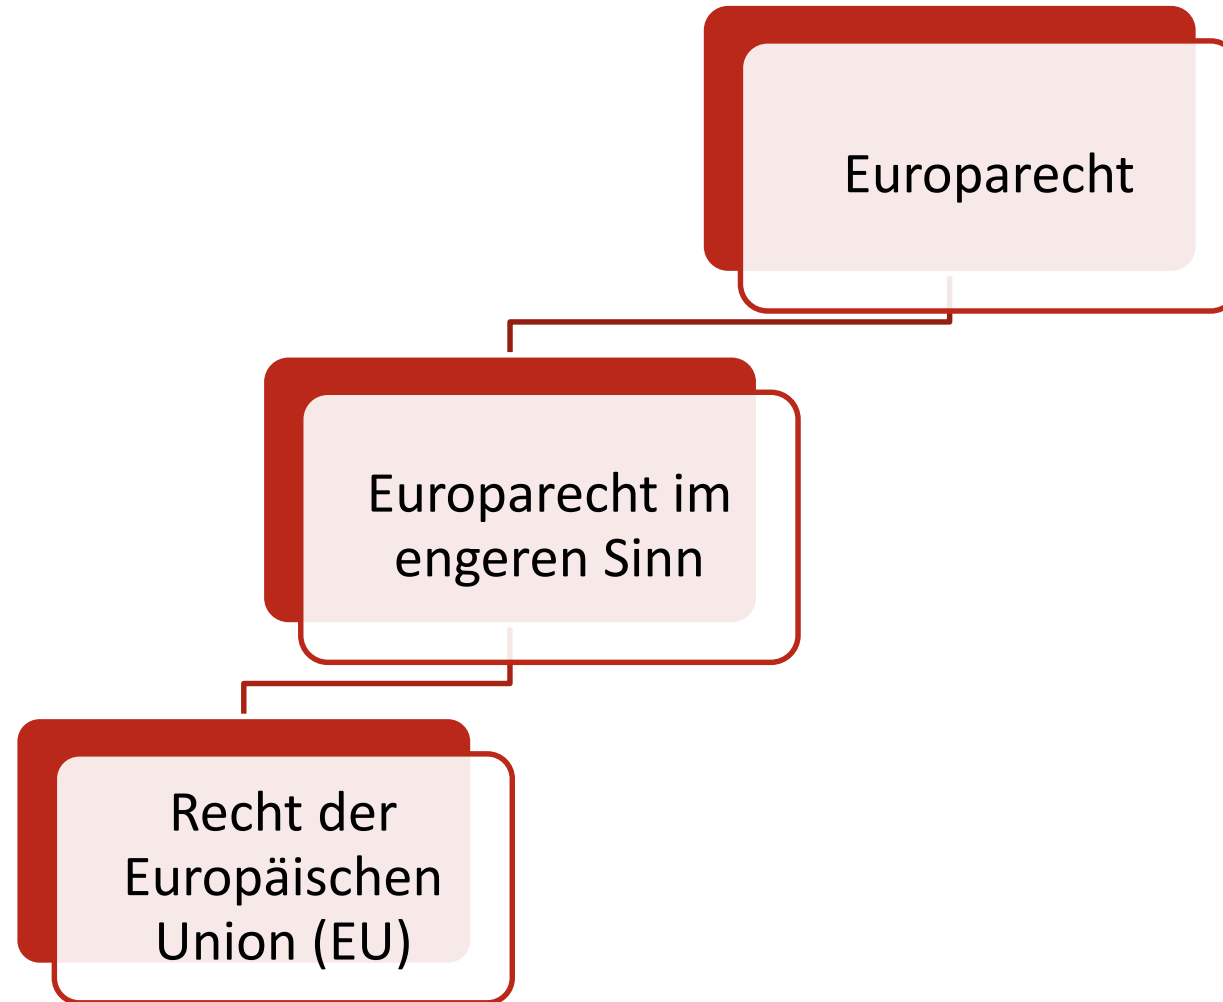 Europarecht
Europarecht im
engeren Sinn
Recht der
Europäischen
Union (EU)